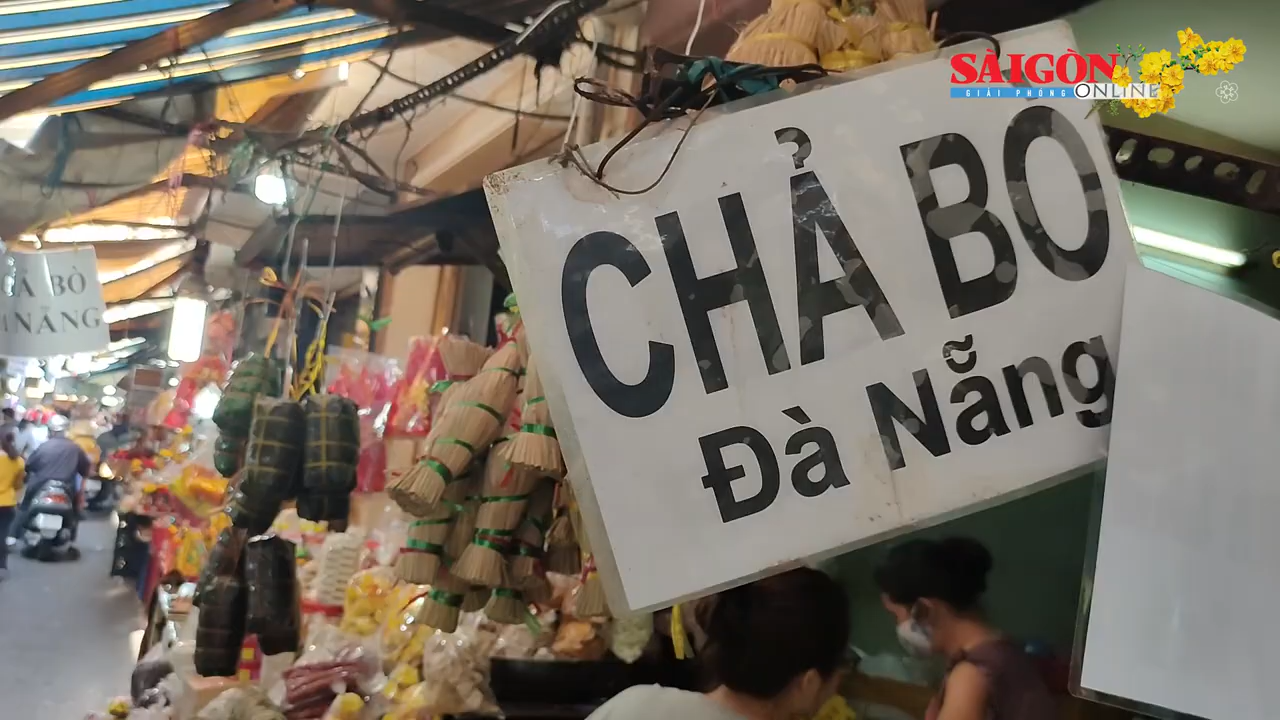 SÀIGÒN
GIẢI PHÓNG ONLINE
CHẢ BO
Đà Nẵng
Ả BÒ
NẴNG